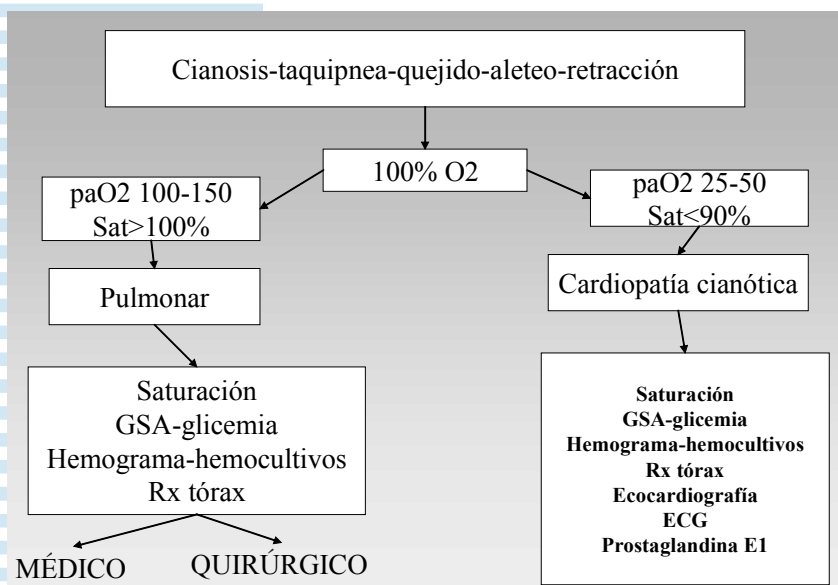 Cianosis-taquipnea-quejido-aleteo-retracción
100% O2
paO2 100-150
Sat>100%
paO2 25-50
Sat<90%
Pulmonar
Cardiopatía cianótica
Saturación
GSA-glicemia
Hemograma-hemocultivos
Rx tórax
Saturación
GSA-glicemia
Hemograma-hemocultivos
Rx tórax
Ecocardiografía
ECG
Prostaglandina E1
MÉDICO
QUIRÚRGICO